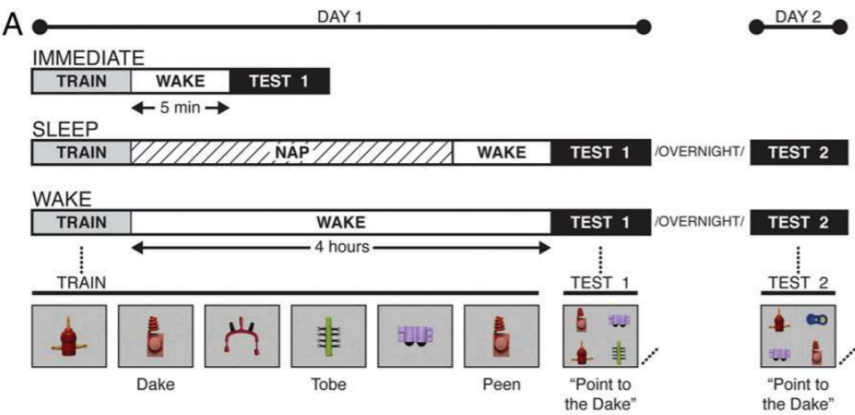 A
DAY 1
DAY 2
IMMEDIATE
TRAIN WAKE TEST 1
5 min
SLEEP
TRAIN NAP WAKE TEST 1 /OVERNIGHT/ TEST 2
WAKE
TRAIN WAKE TEST 1 /OVERNIGHT/ TEST 2
4 hours
TRAIN TEST 1 TEST 2
Dake Tobe Peen "Point to "Point to
the Dake" the Dake"